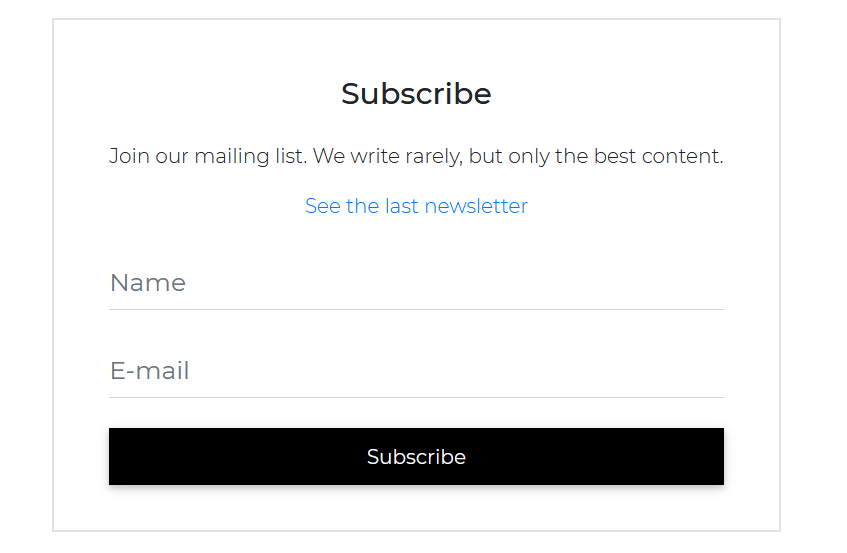 Subscribe
Join our mailing list. We write rarely, but only the best content.
See the last newsletter
Name
E-mail
Subscribe